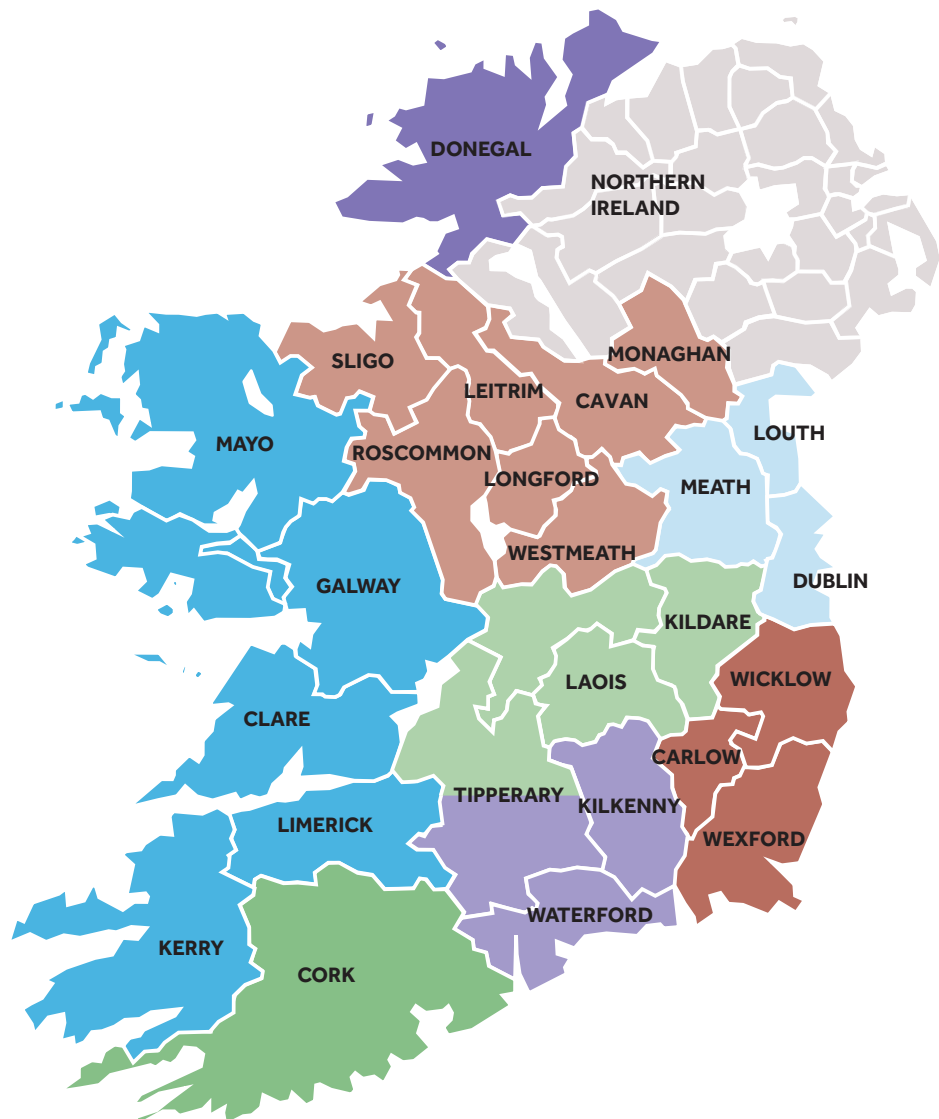 DONEGAL
NORTHERN
IRELAND
MONAGHAN
SLIGO
LEITRIM
CAVAN
LOUTH
MAYO
ROSCOMMON
LONGFORD
MEATH
WESTMEATH
DUBLIN
GALWAY
KILDARE
WICKLOW
LAOIS
CLARE
CARLOW
TIPPERARY
KILKENNY
LIMERICK
WEXFORD
WATERFORD
KERRY
CORK